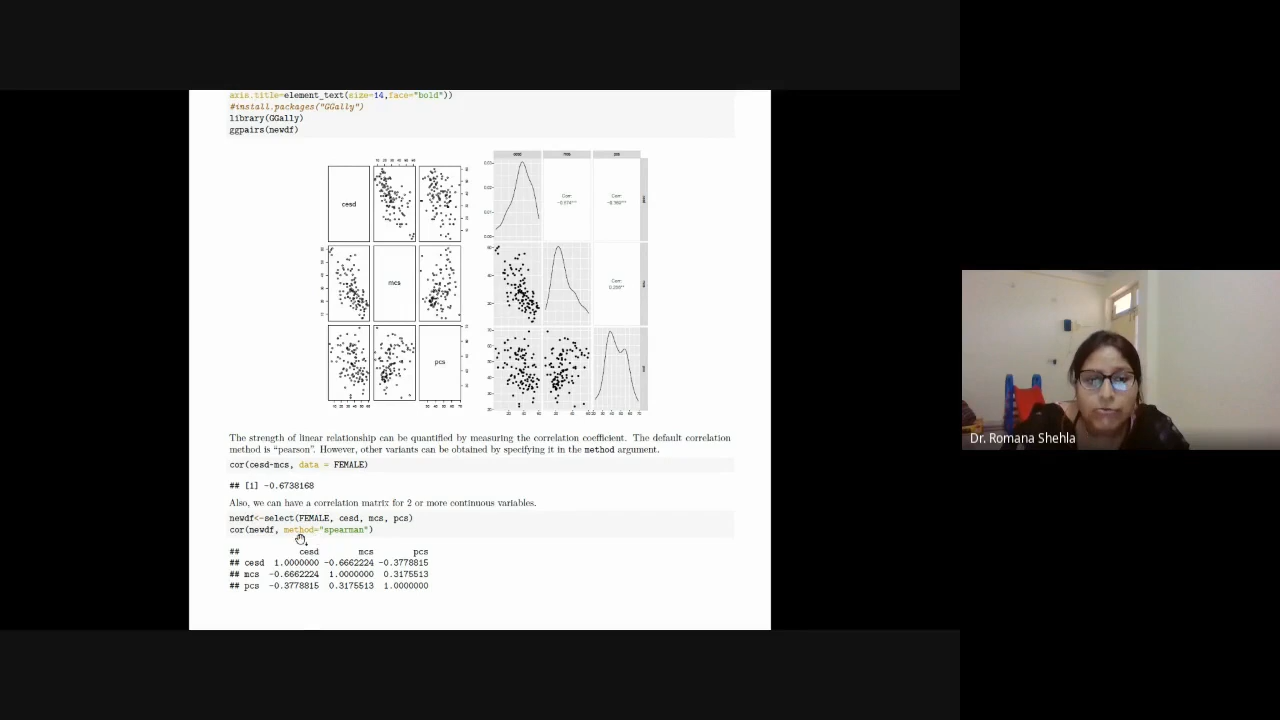 axis.title=element_text(size=14,face="bold"))
#install.packages("GGally")
library(GGally)
ggpairs(newdf)
cesd
mcs
pcs
Corr
Corr
Corr
The strength of linear relationship can be quantified by measuring the correlation coefficient. The default correlation
method is “pearson”. However, other variants can be obtained by specifying it in the method argument.
cor(cesd~mcs, data = FEMALE)
## [1] -0.6738168
Also, we can have a correlation matrix for 2 or more continuous variables.
newdf<-select(FEMALE, cesd, mcs, pcs)
cor(newdf, method="spearman")
## cesd mcs pcs
## cesd 1.0000000 -0.6662224 -0.3778815
## mcs -0.6662224 1.0000000 0.3175513
## pcs -0.3778815 0.3175513 1.0000000
Dr. Romana Shehla